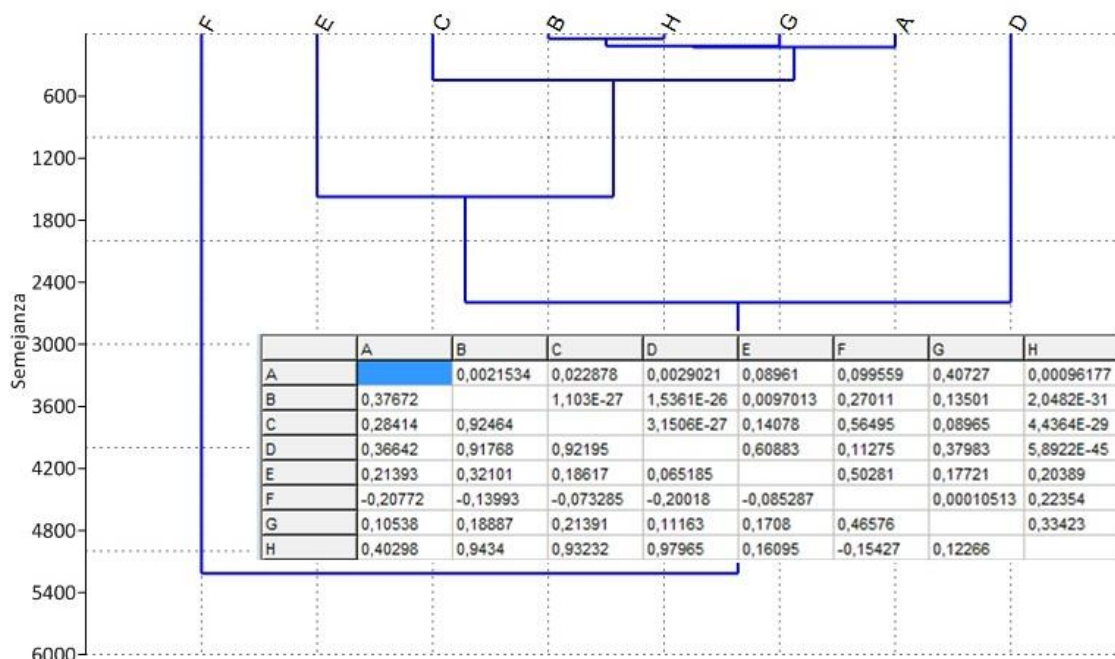 F E C B H G A D
600
1200
1800
2400
3000
3600
4200
4800
5400
6000
Semejanza
A B C D E F G H
A 0,0021534 0,022878 0,0029021 0,08961 0,099559 0,40727 0,00096177
B 0,37672 1,103E-27 1,5361E-26 0,0097013 0,27011 0,13501 2,0482E-31
C 0,28414 0,92464 3,1506E-27 0,14078 0,56495 0,08965 4,4364E-29
D 0,36642 0,91768 0,92195 0,60883 0,11275 0,37983 5,8922E-45
E 0,21393 0,32101 0,18617 0,065185 0,50281 0,17721 0,20389
F -0,20772 -0,13993 -0,073285 -0,20018 -0,085287 0,00010513 0,22354
G 0,10538 0,18887 0,21391 0,11163 0,1708 0,46576 0,33423
H 0,40298 0,9434 0,93232 0,97965 0,16095 -0,15427 0,12266